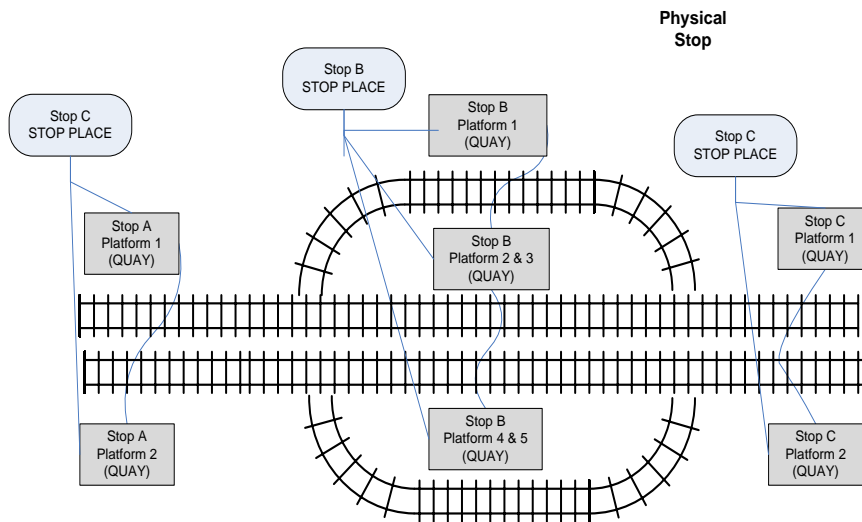 Physical
Stop
Stop B
STOP PLACE
Stop C
STOP PLACE
Stop B
Platform 1
(QUAY)
Stop C
STOP PLACE
Stop A
Platform 1
(QUAY)
Stop B
Platform 2 & 3
(QUAY)
Stop C
Platform 1
(QUAY)
Stop A
Platform 2
(QUAY)
Stop B
Platform 4 & 5
(QUAY)
Stop C
Platform 2
(QUAY)